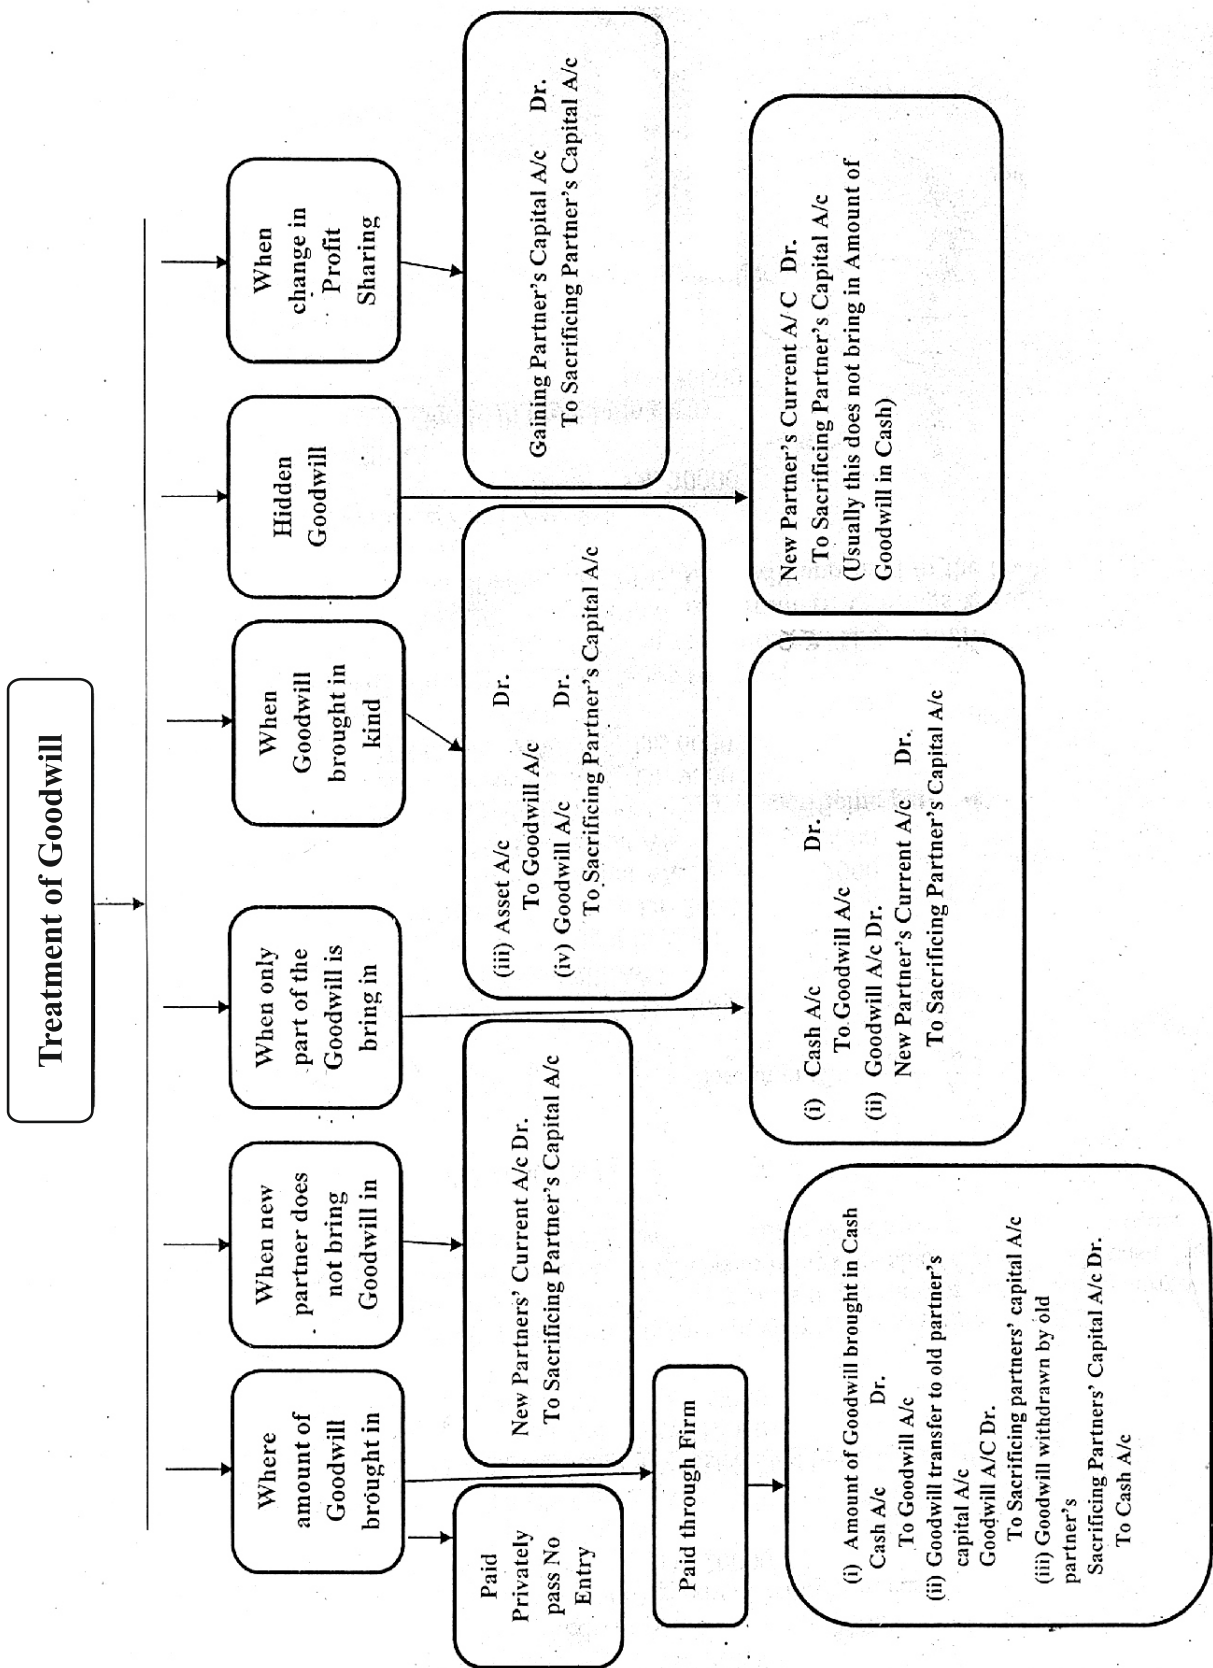 Treatment of Goodwill
Where
amount of
Goodwill
brought in
When new
partner does
not bring
Goodwill in
When only
part of the
Goodwill is
bring in
When
Goodwill
brought in
kind
Hidden
Goodwill
When
change in
Profit
Sharing
Paid
Privately
pass No
Entry
New Partners' Current A/c Dr.
To Sacrificing Partner's Capital A/c
(iii) Asset A/c Dr.
To Goodwill A/c
(iv) Goodwill A/c Dr.
To Sacrificing Partner's Capital A/c
Gaining Partner's Capital A/c Dr.
To Sacrificing Partner's Capital A/c
Paid through Firm
(i) Amount of Goodwill brought in Cash
Cash A/c Dr.
To Goodwill A/c
(ii) Goodwill transfer to old partner's
capital A/c
Goodwill A/C Dr.
To Sacrificing partners' capital A/c
(iii) Goodwill withdrawn by old
partner's
Sacrificing Partners' Capital A/c Dr.
To Cash A/c
(i) Cash A/c Dr.
To Goodwill A/c
(ii) Goodwill A/c Dr.
New Partner's Current A/c Dr.
To Sacrificing Partner's Capital A/c
New Partner's Current A/ C Dr.
To Sacrificing Partner's Capital A/c
(Usually this does not bring in Amount of
Goodwill in Cash)